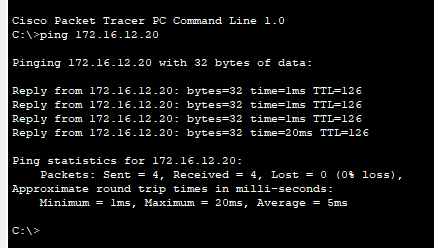 Cisco Packet Tracer PC Command Line 1.0
C:\>ping 172.16.12.20
Pinging 172.16.12.20 with 32 bytes of data:
Reply from 172.16.12.20: bytes=32 time=1ms TTL=126
Reply from 172.16.12.20: bytes=32 time=1ms TTL=126
Reply from 172.16.12.20: bytes=32 time=1ms TTL=126
Reply from 172.16.12.20: bytes=32 time=20ms TTL=126
Ping statistics for 172.16.12.20:
Packets: Sent = 4, Received = 4, Lost = 0 (0% loss),
Approximate round trip times in milli-seconds:
Minimum = 1ms, Maximum = 20ms, Average = 5ms
C:\>